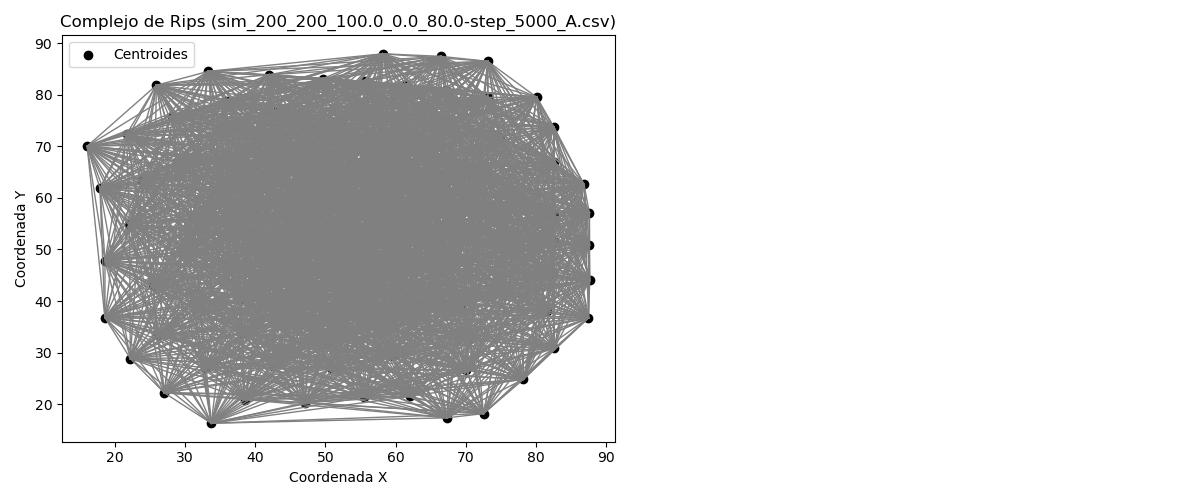 Complejo de Rips (sim_200_200_100.0_0.0_80.0-step_5000_A.csv)
Centroides
90
80
70
60
50
40
30
20
Coordenada Y
20 30 40 50 60 70 80 90
Coordenada X